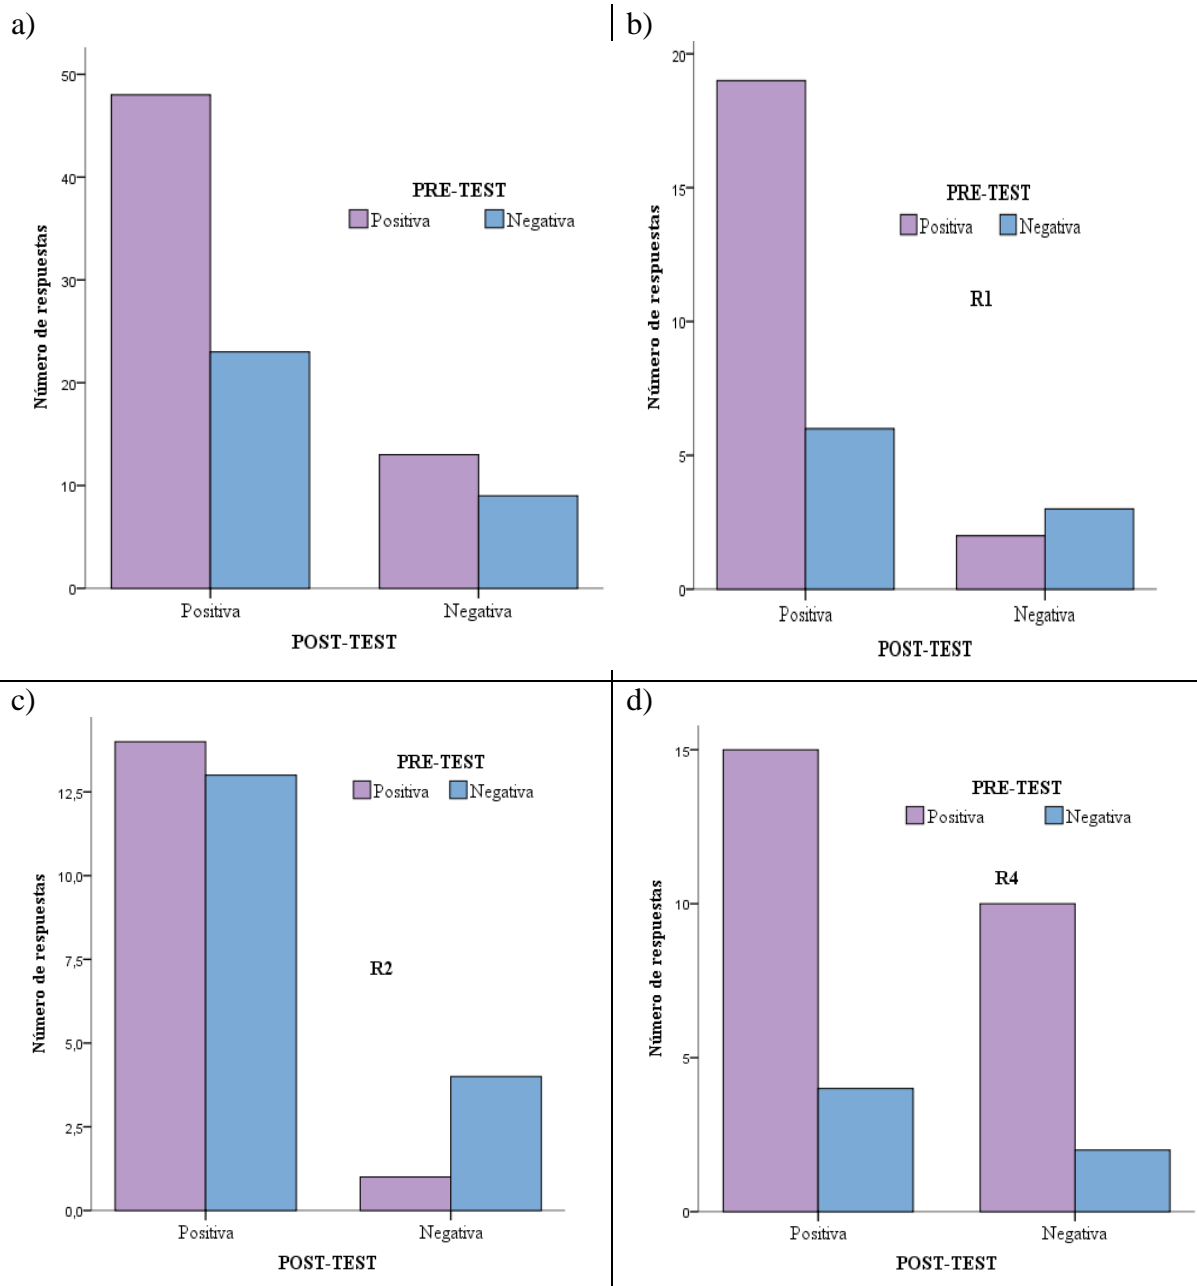 a)
50
40
30
20
10
0
Número de respuestas
PRE-TEST
Positiva Negativa
Positiva Negativa
POST-TEST
b)
20
15
10
5
0
Número de respuestas
PRE-TEST
Positiva Negativa
R1
Positiva Negativa
POST-TEST
c)
12,5
10,0
7,5
5,0
2,5
0,0
Número de respuestas
PRE-TEST
Positiva Negativa
R2
Positiva Negativa
POST-TEST
d)
15
10
5
0
Número de respuestas
PRE-TEST
Positiva Negativa
R4
Positiva Negativa
POST-TEST